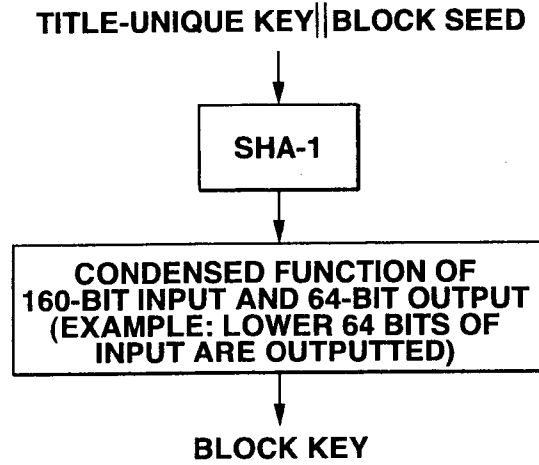 TITLE-UNIQUE KEY||BLOCK SEED
SHA-1
CONDENSED FUNCTION OF
160-BIT INPUT AND 64-BIT OUTPUT
(EXAMPLE: LOWER 64 BITS OF
INPUT ARE OUTPUTTED)
BLOCK KEY